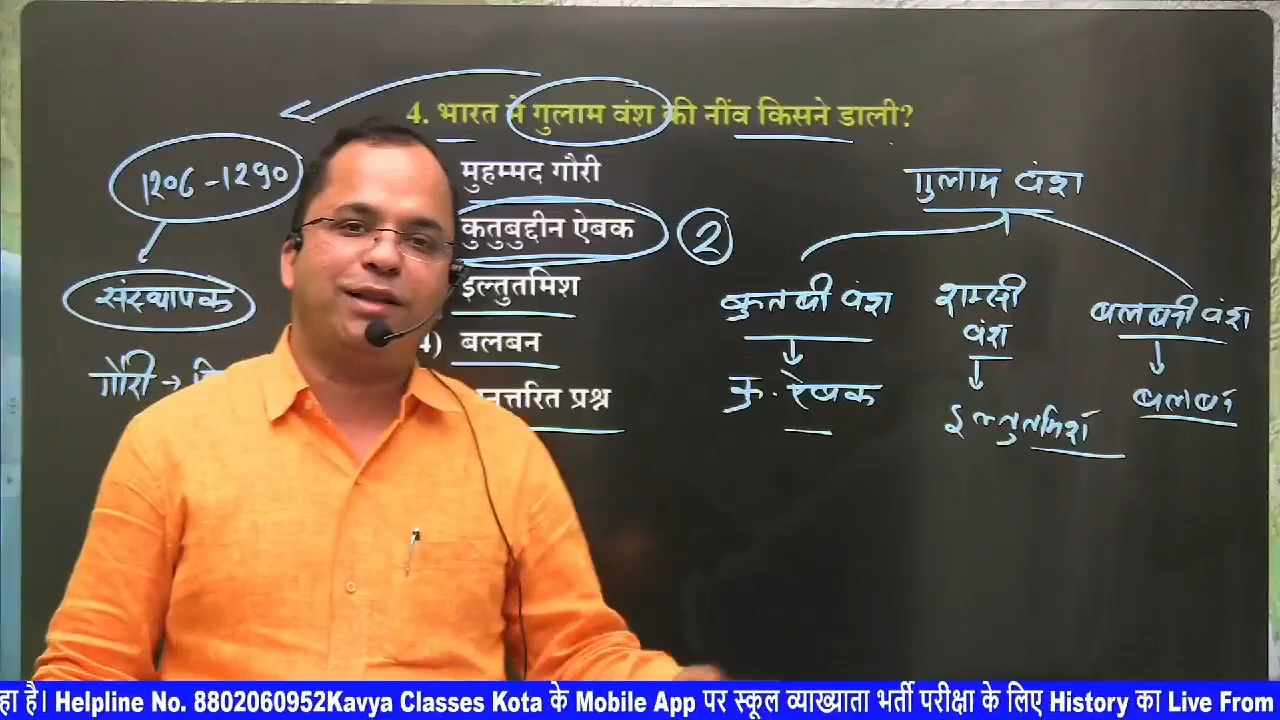 4. भारत में गुलाम वंश की नींव किसने डाली?
मुहम्मद गौरी
कुतुबुद्दीन ऐबक
2
इल्तुतमिश
4) बलबन
नुत्तरित प्रश्न
1206 - 1290
संस्थापक
गौरी →
गुलाम वंश
कुतबी वंश
कु. ऐबक
शम्सी
वंश
इल्तुतमिश
बलबनी वंश
बलबन
हा है। Helpline No. 8802060952Kavya Classes Kota के Mobile App पर स्कूल व्याख्याता भर्ती परीक्षा के लिए History का Live From